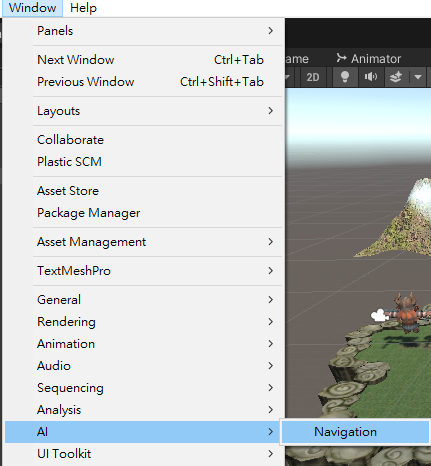 Window Help
Panels
Next Window Ctrl+Tab
Previous Window Ctrl+Shift+Tab
Layouts
Collaborate
Plastic SCM
Asset Store
Package Manager
Asset Management
TextMeshPro
General
Rendering
Animation
Audio
Sequencing
Analysis
AI
Navigation
UI Toolkit
ame Animator
2D